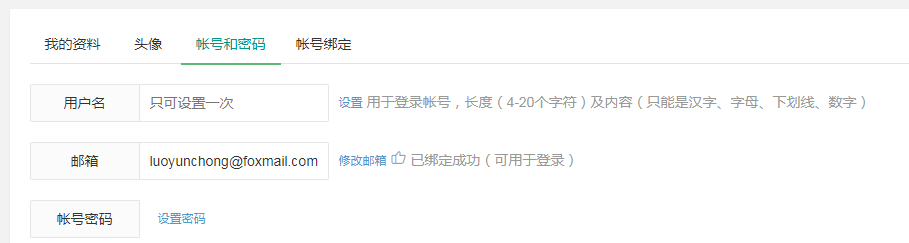 我的资料 头像 帐号和密码 帐号绑定
用户名 只可设置一次 设置 用于登录帐号，长度（4-20个字符）及内容（只能是汉字、字母、下划线、数字）
邮箱 luoyunchong@foxmail.com 修改邮箱 已绑定成功（可用于登录）
帐号密码 设置密码